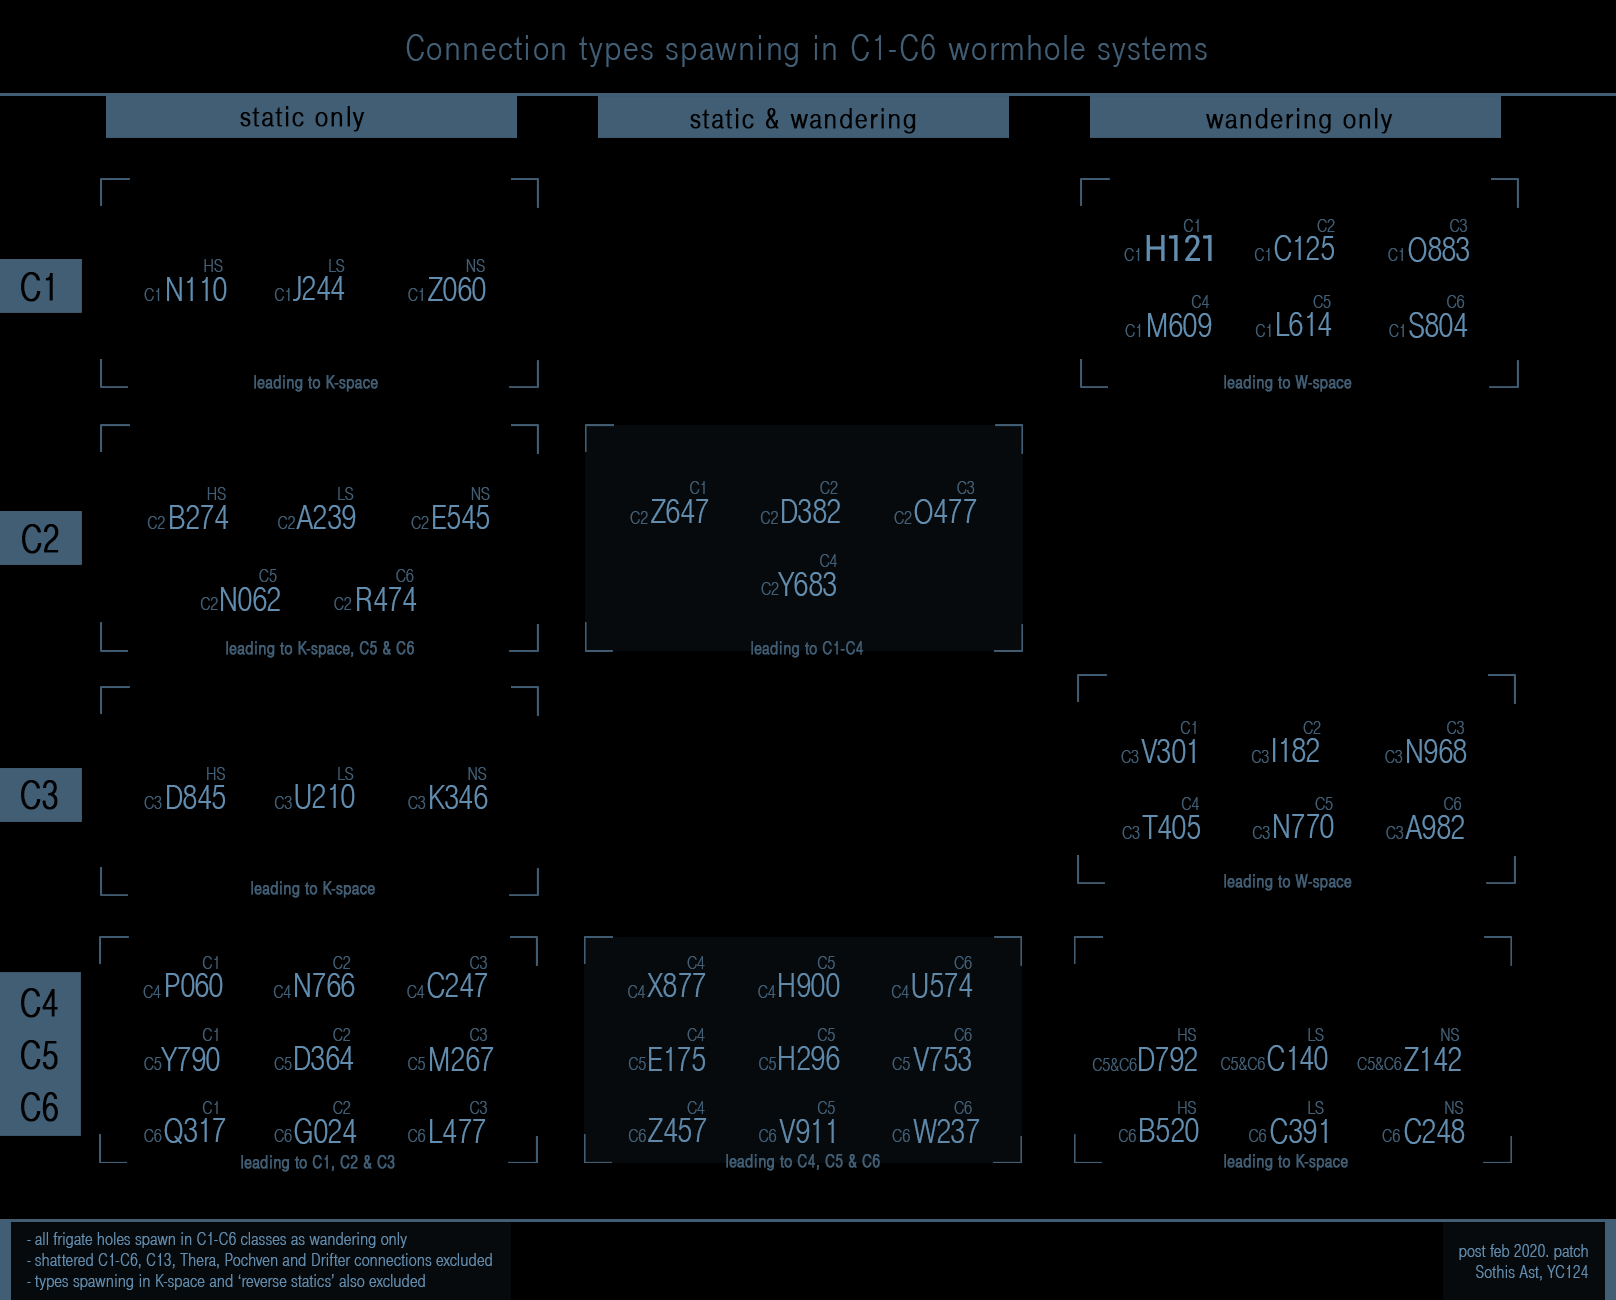 Connection types spawning in C1-C6 wormhole systems
static only
static & wandering
wandering only
C1
HS LS NS
C1 N110 C1 J244 C1 Z060
leading to K-space
C1 C2 C3
C1 H121 C1 C125 C1 O883
C4 C5 C6
C1 M609 C1 L614 C1 S804
leading to W-space
C2
HS LS NS
C2 B274 C2 A239 C2 E545
C5 C6
C2 N062 C2 R474
leading to K-space, C5 & C6
C1 C2 C3
C2 Z647 C2 D382 C2 O477
C4
C2 Y683
leading to C1-C4
C3
HS LS NS
C3 D845 C3 U210 C3 K346
leading to K-space
C1 C2 C3
C3 V301 C3 I182 C3 N968
C4 C5 C6
C3 T405 C3 N770 C3 A982
leading to W-space
C4
C5
C6
C1 C2 C3
C4 P060 C4 N766 C4 C247
C1 C2 C3
C5 Y790 C5 D364 C5 M267
C1 C2 C3
C6 Q317 C6 G024 C6 L477
leading to C1, C2 & C3
C4 C5 C6
C4 X877 C4 H900 C4 U574
C4 C5 C6
C5 E175 C5 H296 C5 V753
C4 C5 C6
C6 Z457 C6 V911 C6 W237
leading to C4, C5 & C6
HS LS NS
C5&C6 D792 C5&C6 C140 C5&C6 Z142
HS LS NS
C6 B520 C6 C391 C6 C248
leading to K-space
- all frigate holes spawn in C1-C6 classes as wandering only
- shattered C1-C6, C13, Thera, Pochven and Drifter connections excluded
- types spawning in K-space and ‘reverse statics’ also excluded
post feb 2020. patch
Sothis Ast, YC124